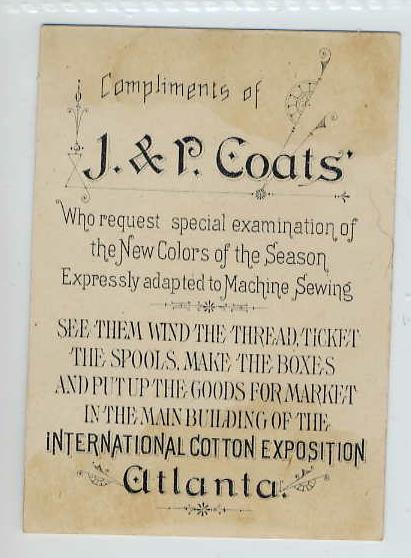 Compliments of
J. & P. Coats'
Who request special examination of
the New Colors of the Season
Expressly adapted to Machine Sewing
SEE THEM WIND THE THREAD, TICKET
THE SPOOLS, MAKE THE BOXES
AND PUT UP THE GOODS FOR MARKET
IN THE MAIN BUILDING OF THE
INTERNATIONAL COTTON EXPOSITION
Atlanta.